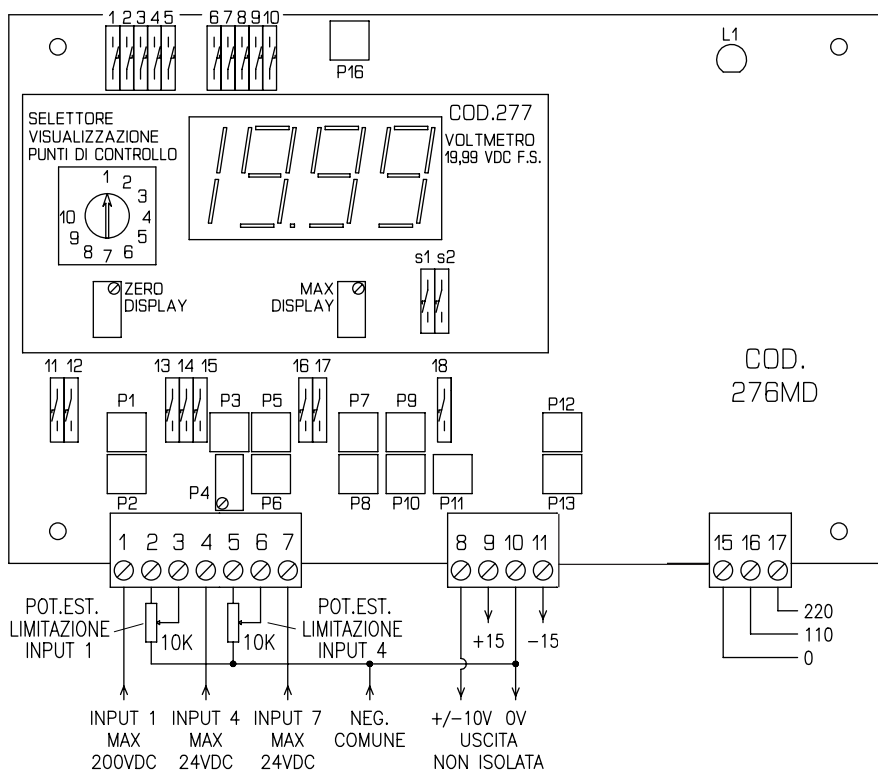 1 2 3 4 5
6 7 8 9 10
P16
L1
SELETTORE
VISUALIZZAZIONE
PUNTI DI CONTROLLO
1
2
3
4
5
6
7
8
9
10
19.99
COD.277
VOLTMETRO
19,99 VDC F.S.
ZERO
DISPLAY
MAX
DISPLAY
s1 s2
COD.
276MD
11 12
13 14 15
16 17
18
P1
P3
P5
P7
P9
P12
P2
P4
P6
P8
P10
P11
P13
1 2 3 4 5 6 7
8 9 10 11
15 16 17
POT.EST.
LIMITAZIONE
INPUT 1
10K
10K
POT.EST.
LIMITAZIONE
INPUT 4
+15
-15
220
110
0
INPUT 1
MAX
200VDC
INPUT 4
MAX
24VDC
INPUT 7
MAX
24VDC
NEG.
COMUNE
+/-10V 0V
USCITA
NON ISOLATA